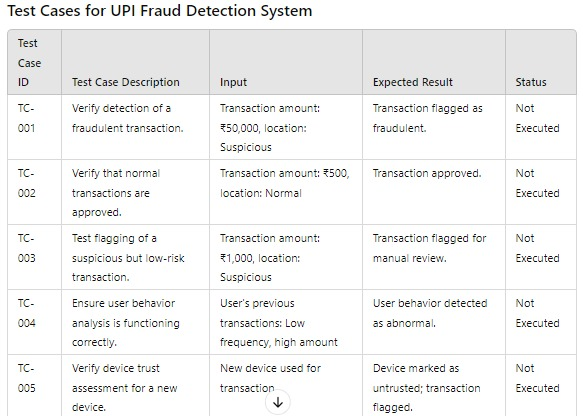 Test Cases for UPI Fraud Detection System
Test
Case
ID Test Case Description Input Expected Result Status
TC- Verify detection of a Transaction amount: Transaction flagged as Not
001 fraudulent transaction. ₹50,000, location: fraudulent. Executed
Suspicious
TC- Verify that normal Transaction amount: ₹500, Transaction approved. Not
002 transactions are location: Normal Executed
approved.
TC- Test flagging of a Transaction amount: Transaction flagged for Not
003 suspicious but low-risk ₹1,000, location: manual review. Executed
transaction. Suspicious
TC- Ensure user behavior User's previous User behavior detected Not
004 analysis is functioning transactions: Low as abnormal. Executed
correctly. frequency, high amount
TC- Verify device trust New device used for Device marked as Not
005 assessment for a new transaction untrusted; transaction Executed
device. flagged.